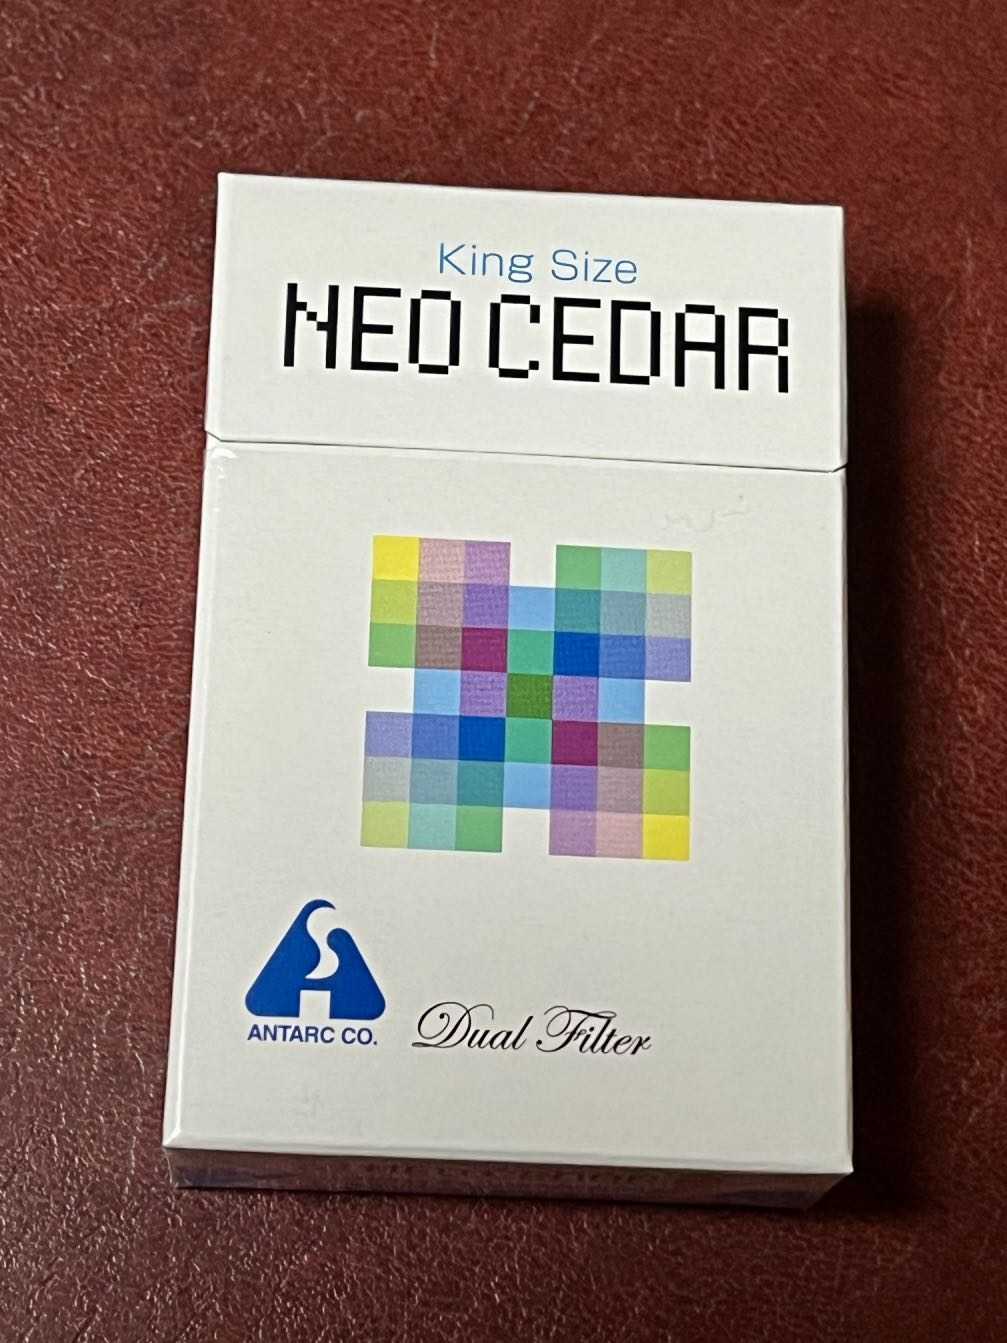 King Size
NEO CEDAR
ANTARC CO.
Dual Filter